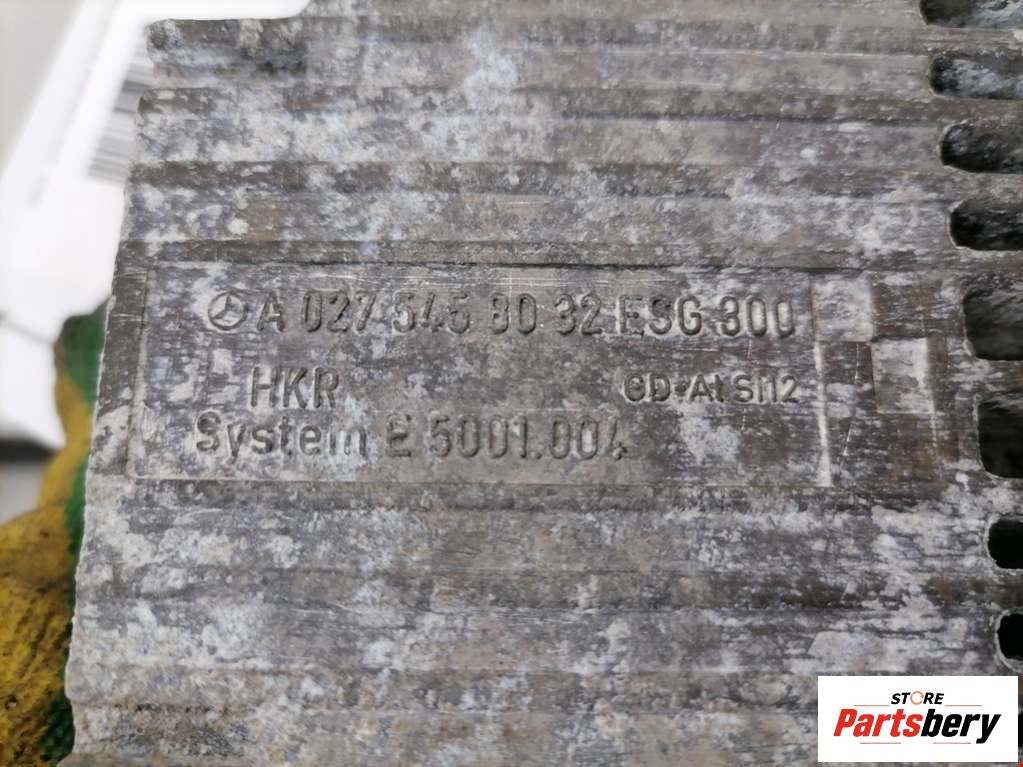 A 027 545 80 32 ESG 300
HKR GD-AlSi12
System E 5001.004
STORE
Partsbery